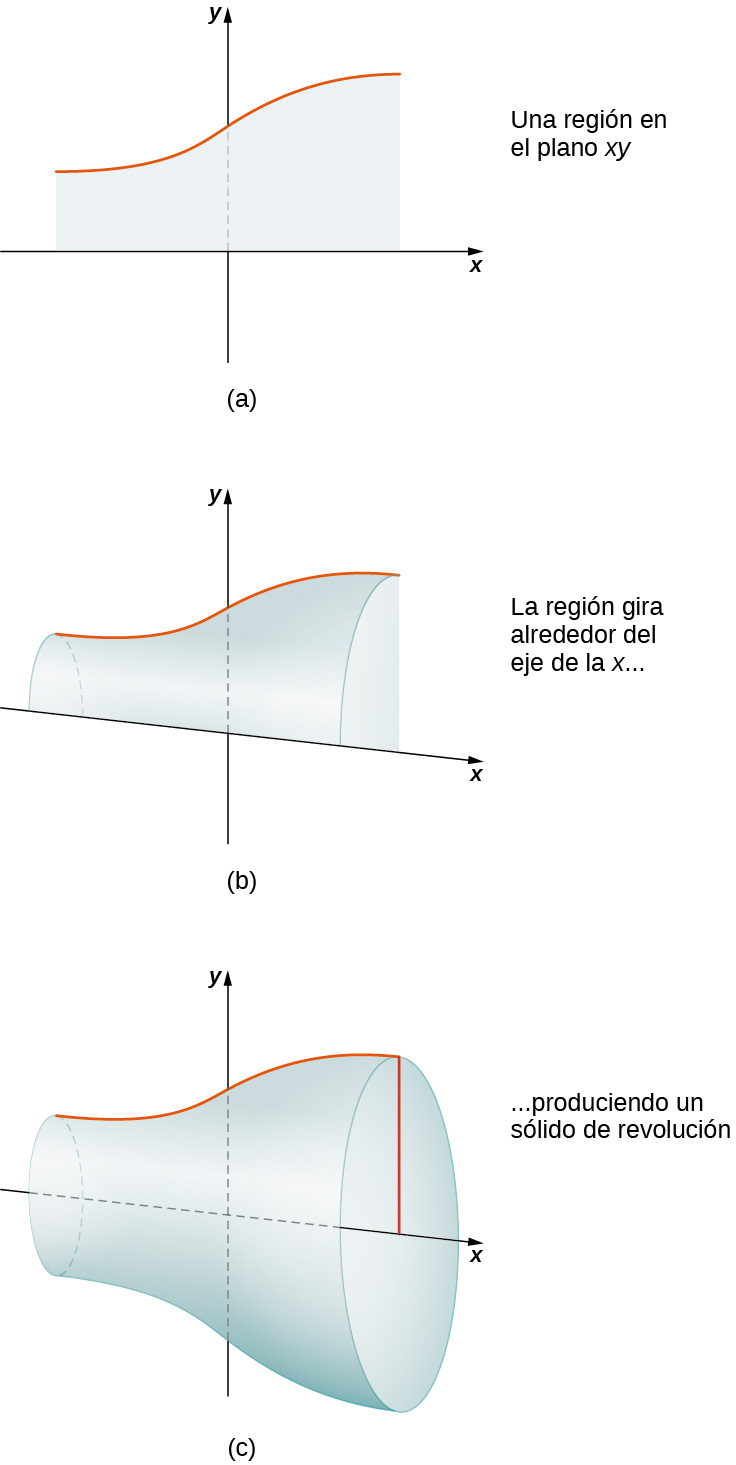 y
Una región en
el plano xy
x
(a)
y
La región gira
alrededor del
eje de la x...
x
(b)
y
...produciendo un
sólido de revolución
x
(c)